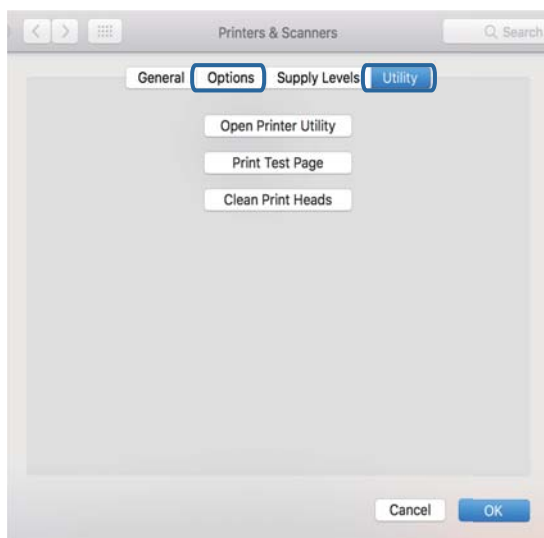 Printers & Scanners Search
General Options Supply Levels Utility
Open Printer Utility
Print Test Page
Clean Print Heads
Cancel OK